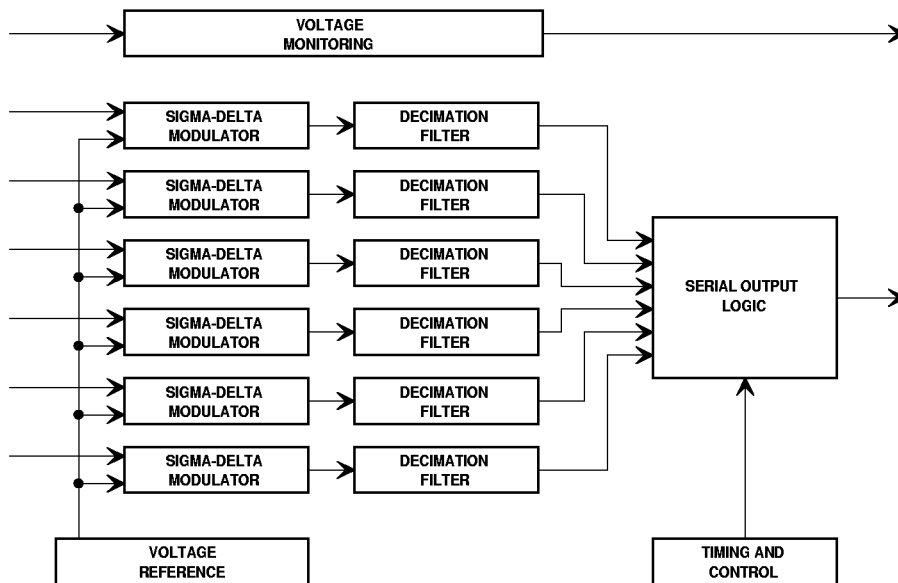 VOLTAGE
MONITORING
SIGMA-DELTA
MODULATOR
DECIMATION
FILTER
SIGMA-DELTA
MODULATOR
DECIMATION
FILTER
SIGMA-DELTA
MODULATOR
DECIMATION
FILTER
SERIAL OUTPUT
LOGIC
SIGMA-DELTA
MODULATOR
DECIMATION
FILTER
SIGMA-DELTA
MODULATOR
DECIMATION
FILTER
SIGMA-DELTA
MODULATOR
DECIMATION
FILTER
VOLTAGE
REFERENCE
TIMING AND
CONTROL